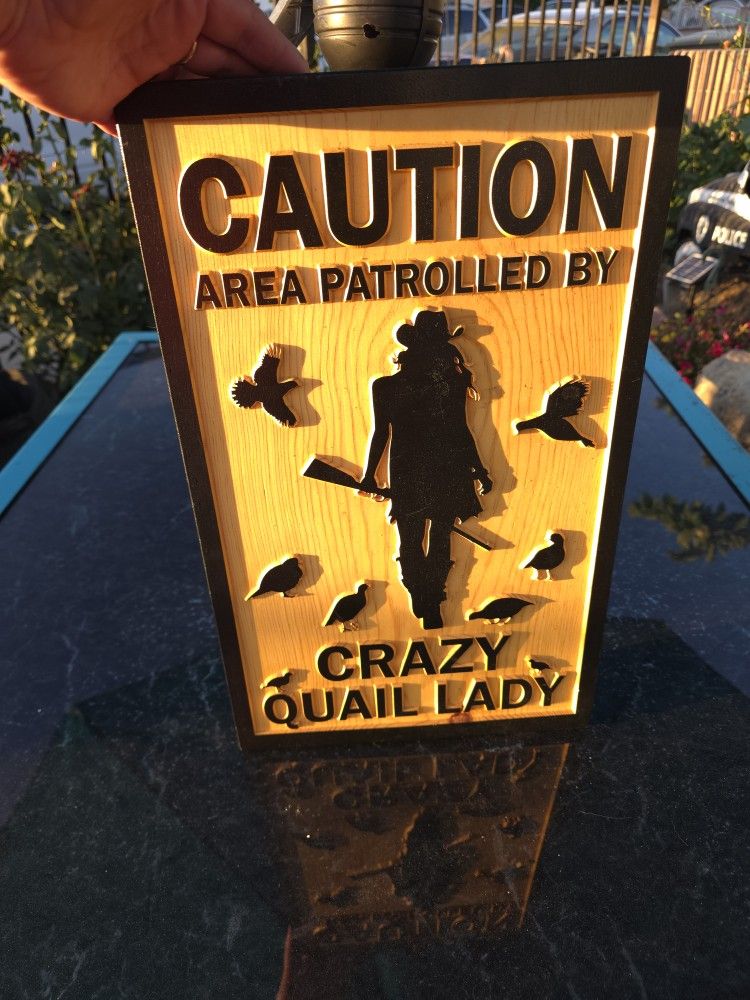 CAUTION
AREA PATROLLED BY
CRAZY
QUAIL LADY
POLICE